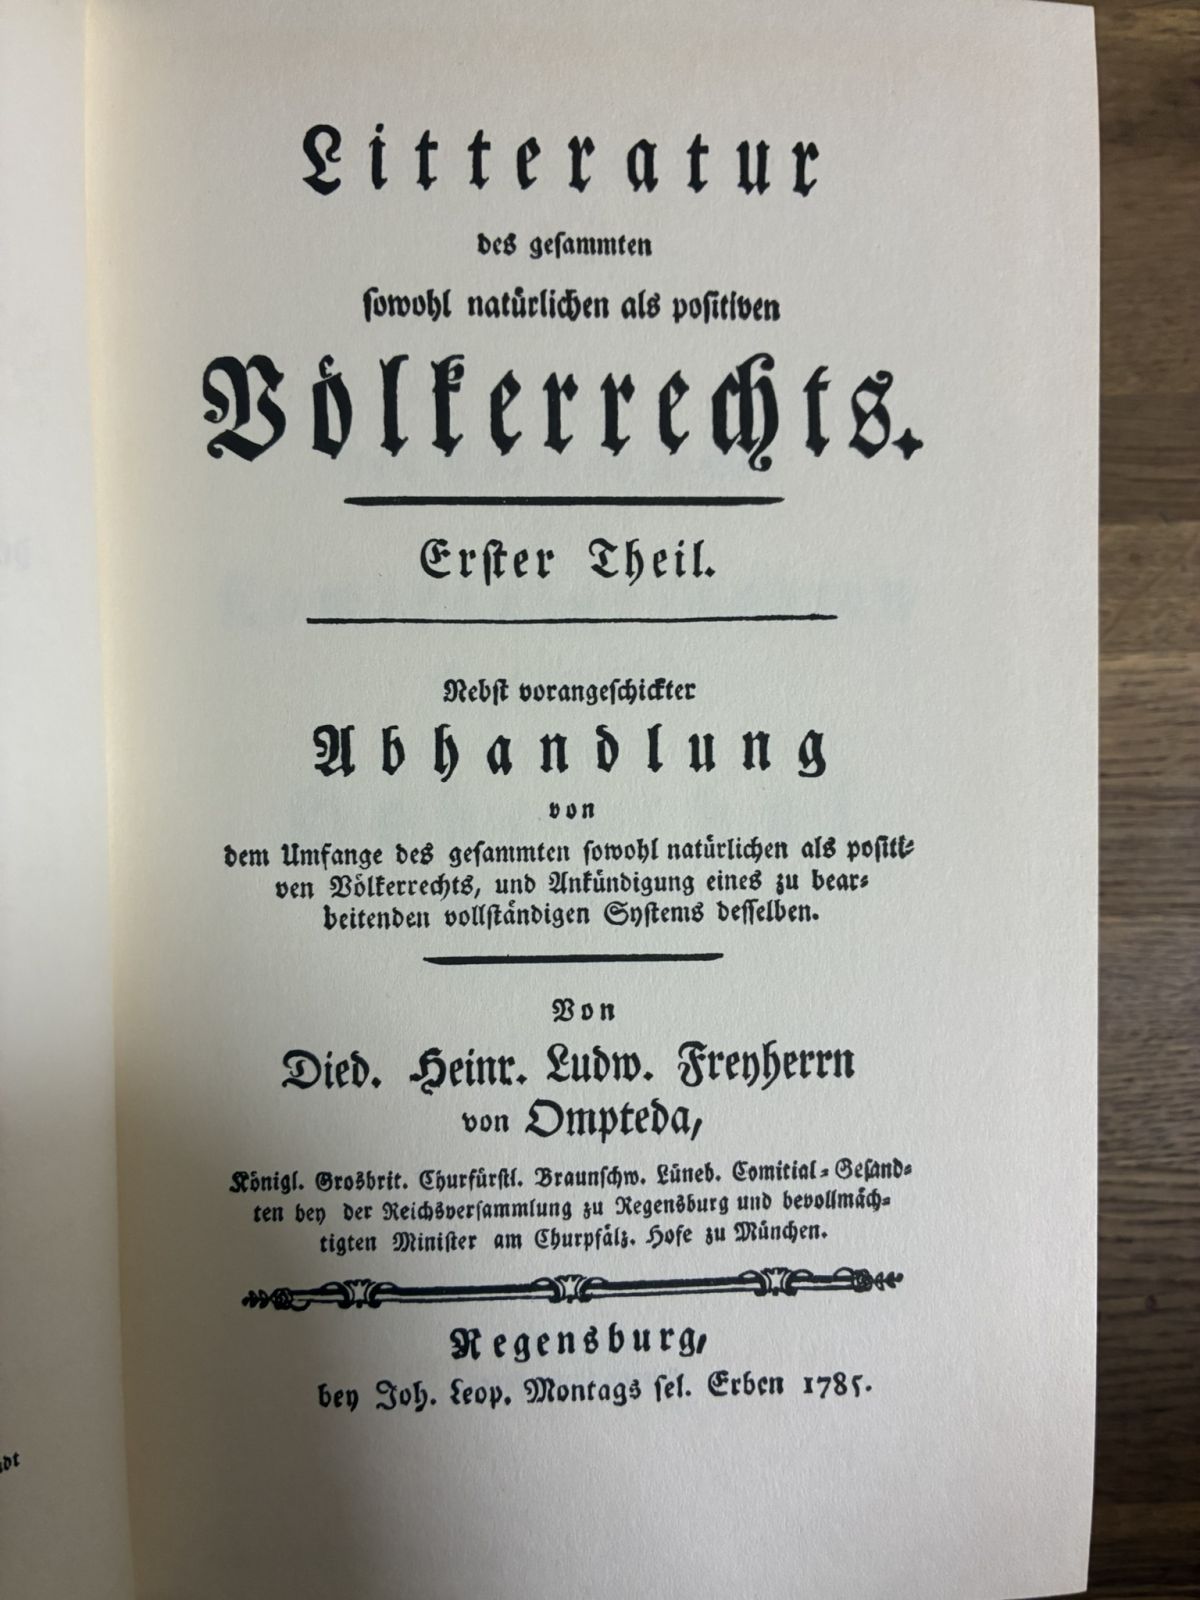 Litteratur
des gesammten
sowohl natürlichen als positiven
Völkerrechts.
Erster Theil.
Nebst vorangeschickter
Abhandlung
von
dem Umfange des gesammten sowohl natürlichen als positi-
ven Völkerrechts, und Ankündigung eines zu bear-
beitenden vollständigen Systems desselben.
Von
Died. Heinr. Ludw. Freyherrn
von Ompteda,
Königl. Grosbrit. Churfürstl. Braunschw. Lüneb. Comitial-Gesand-
ten bey der Reichsversammlung zu Regensburg und bevollmäch-
tigten Minister am Churpfälz. Hofe zu München.
Regensburg,
bey Joh. Leop. Montags sel. Erben 1785.